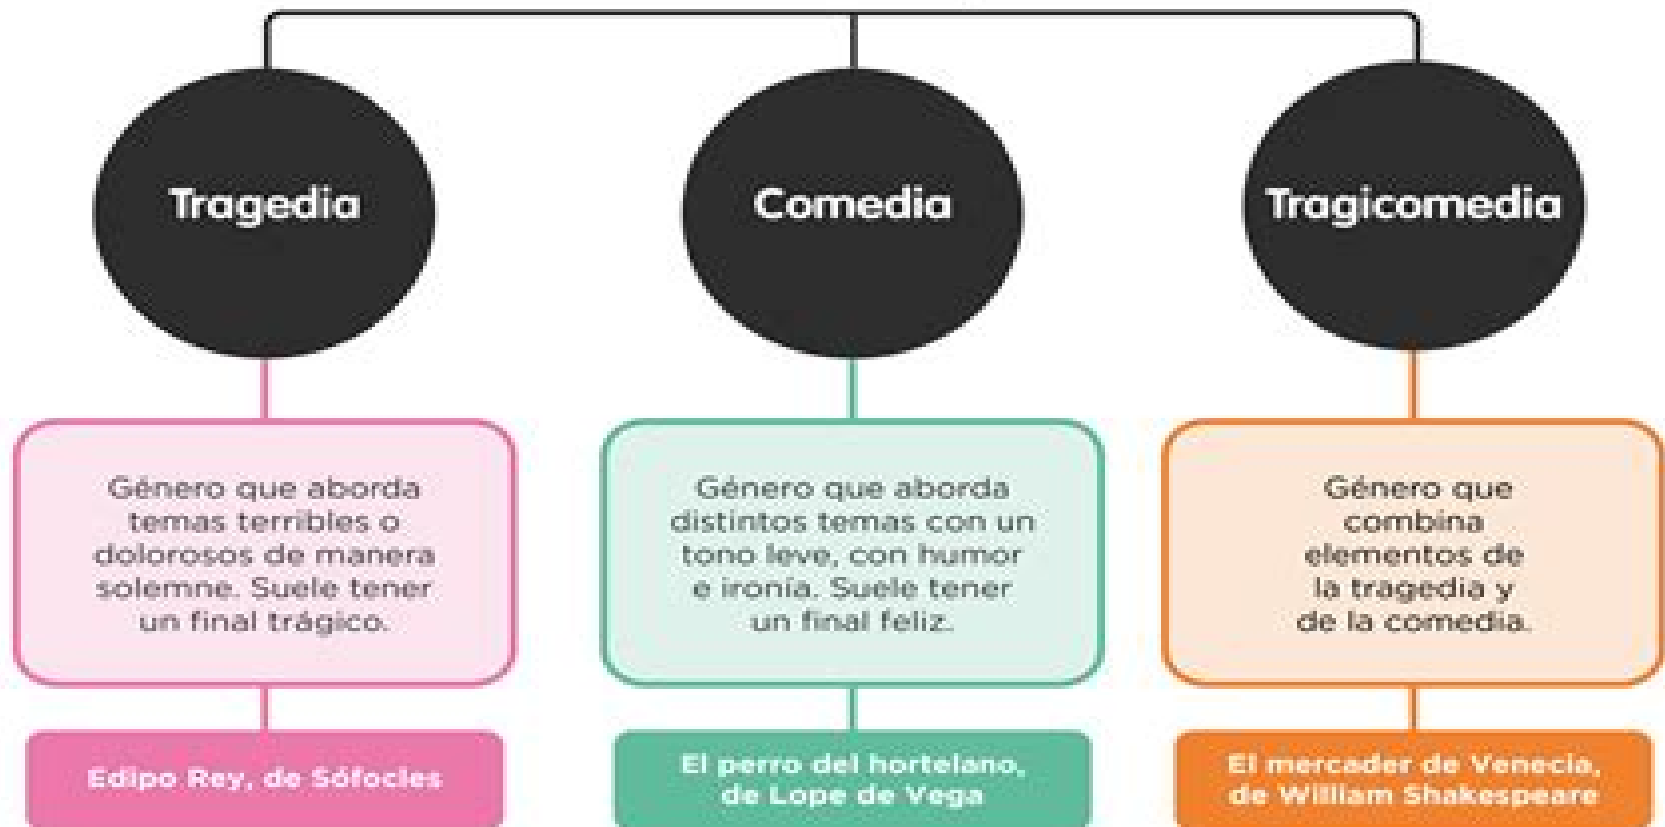 Tragedia
Género que aborda
temas terribles o
dolorosos de manera
solemne. Suele tener
un final trágico.
Edipo Rey, de Sófocles
Comedia
Género que aborda
distintos temas con un
tono leve, con humor
e ironía. Suele tener
un final feliz.
El perro del hortelano,
de Lope de Vega
Tragicomedia
Género que
combina
elementos de
la tragedia y
de la comedia.
El mercader de Venecia,
de William Shakespeare